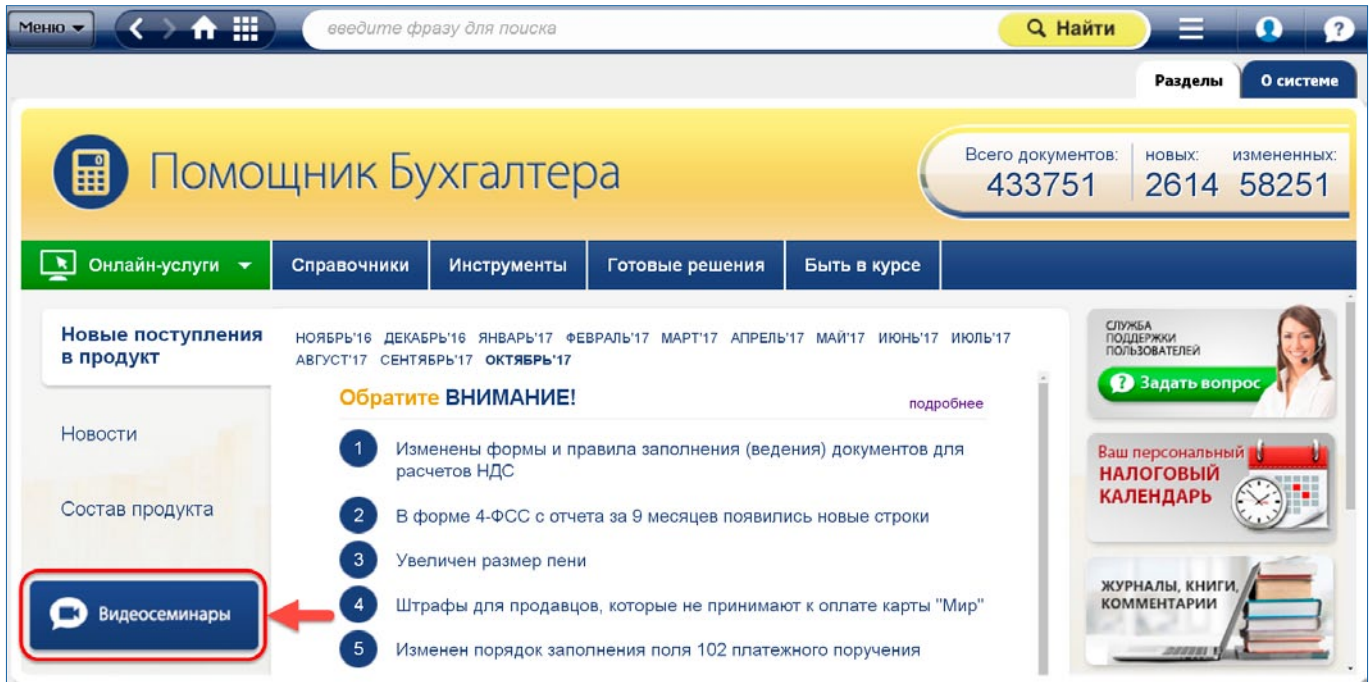 Меню
введите фразу для поиска
Найти
?
Разделы
О системе
Помощник Бухгалтера
Всего документов: новых: измененных:
433751 2614 58251
Онлайн-услуги
Справочники
Инструменты
Готовые решения
Быть в курсе
Новые поступления
в продукт
Новости
Состав продукта
Видеосеминары
НОЯБРЬ'16 ДЕКАБРЬ'16 ЯНВАРЬ'17 ФЕВРАЛЬ'17 МАРТ'17 АПРЕЛЬ'17 МАЙ'17 ИЮНЬ'17 ИЮЛЬ'17
АВГУСТ'17 СЕНТЯБРЬ'17 ОКТЯБРЬ'17
Обратите ВНИМАНИЕ!
подробнее
1 Изменены формы и правила заполнения (ведения) документов для
расчетов НДС
2 В форме 4-ФСС с отчета за 9 месяцев появились новые строки
3 Увеличен размер пени
4 Штрафы для продавцов, которые не принимают к оплате карты "Мир"
5 Изменен порядок заполнения поля 102 платежного поручения
СЛУЖБА
ПОДДЕРЖКИ
ПОЛЬЗОВАТЕЛЕЙ
? Задать вопрос
Ваш персональный
НАЛОГОВЫЙ
КАЛЕНДАРЬ
ЖУРНАЛЫ, КНИГИ,
КОММЕНТАРИИ